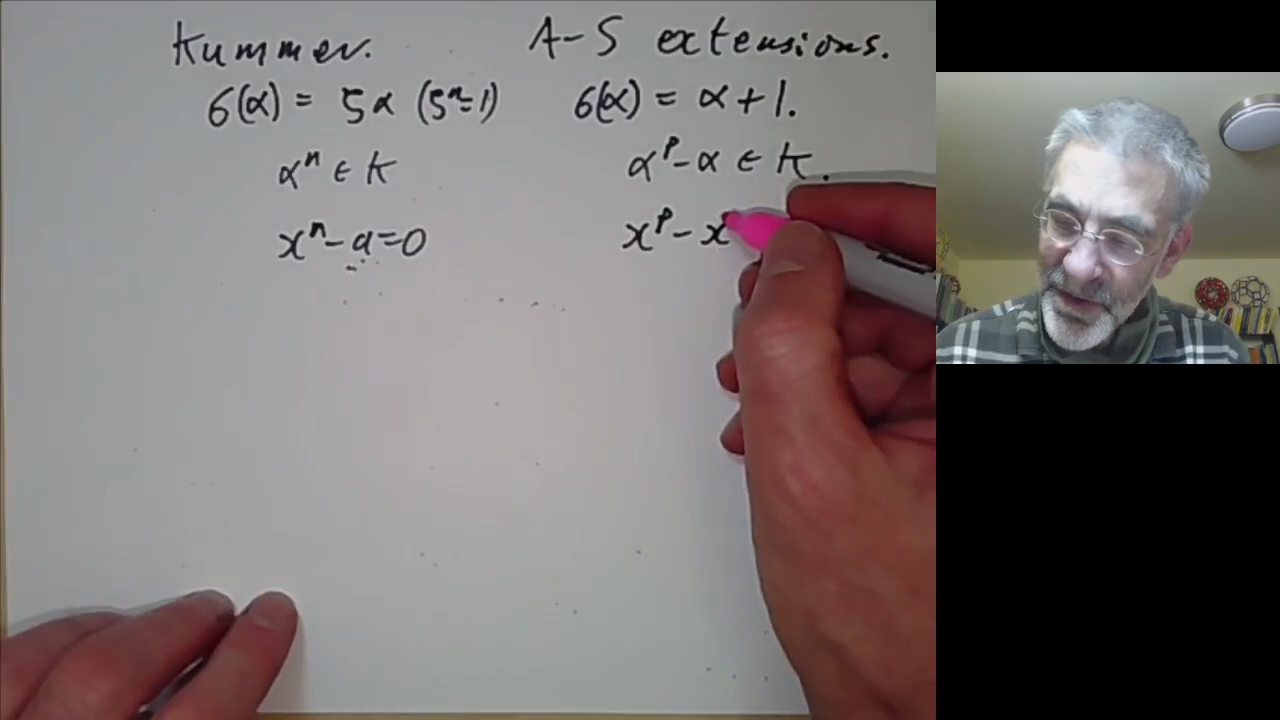 Kummer.
σ(α) = ζα (ζⁿ=1)
αⁿ ∈ K
xⁿ - a = 0
A-S extensions.
σ(α) = α + 1.
αᵖ - α ∈ K.
xᵖ - x